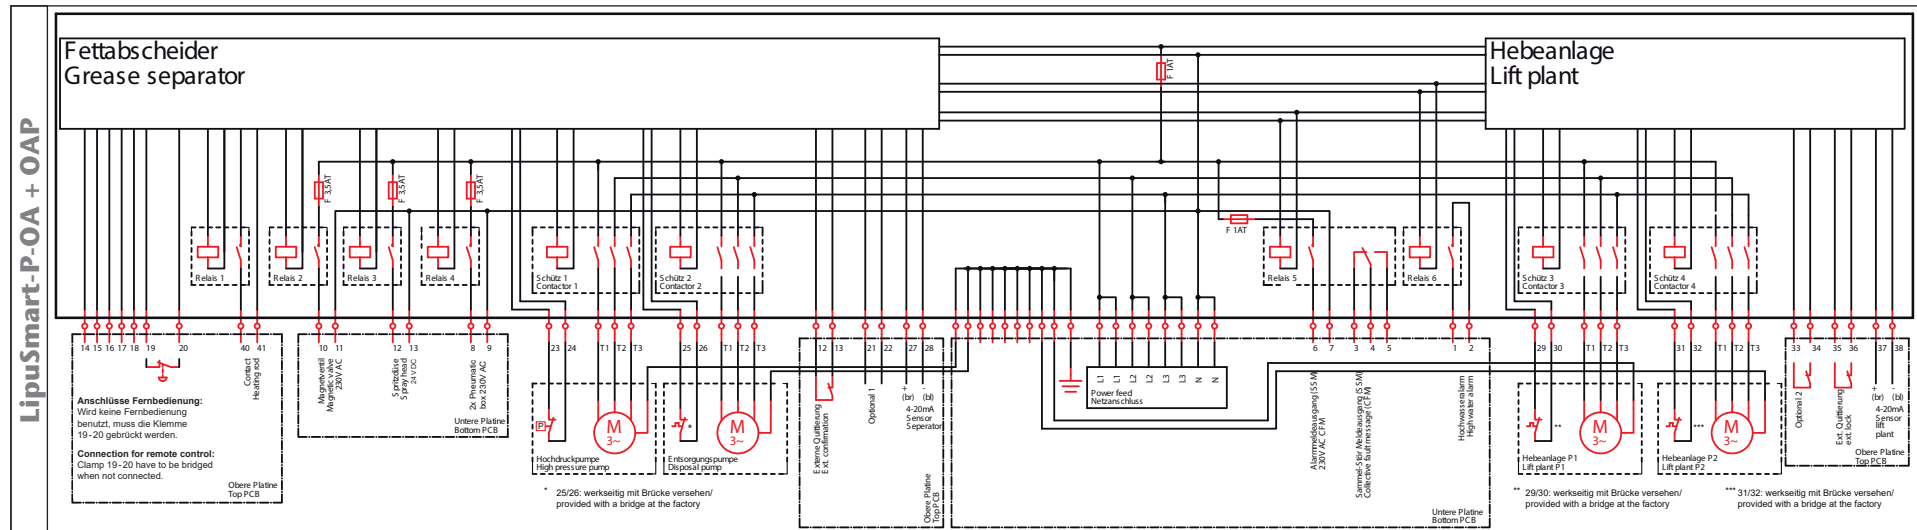 LipuSmart-P-OA + OAP
Fettabscheider
Grease separator
Hebeanlage
Lift plant
F 1AT
F 3,5AT
F 3,5AT
F 3,5AT
F 1AT
Relais 1
Relais 2
Relais 3
Relais 4
Schütz 1
Contactor 1
Schütz 2
Contactor 2
Relais 5
Relais 6
Schütz 3
Contactor 3
Schütz 4
Contactor 4
14 15 16 17 18 19 20 40 41
Contact
Heating rod
Anschlüsse Fernbedienung:
Wird keine Fernbedienung
benutzt, muss die Klemme
19-20 gebrückt werden.
Connection for remote control:
Clamp 19-20 have to be bridged
when not connected.
Obere Platine
Top PCB
10 11 12 13 8 9
Magnetventil
Magnetic valve
230V AC
Spritzdüse
Spray head
24 V DC
2x Pneumatic
box 230V AC
Untere Platine
Bottom PCB
23 24 T1 T2 T3
P
M
3~
Hochdruckpumpe
High pressure pump
25 26 T1 T2 T3
*
M
3~
Entsorgungspumpe
Disposal pump
* 25/26: werkseitig mit Brücke versehen/
provided with a bridge at the factory
12 13 21 22 27 28
Externe Quittierung
Ext. confirmation
Optional 1
+ -
(br) (bl)
4-20mA
Sensor
Seperator
Obere Platine
Top PCB
L1 L1 L2 L2 L3 L3 N N
Power feed
Netzanschluss
6 7 3 4 5 1 2
Alarmmeldeausgang (SSM)
230V AC CFM
Sammel-Stör Meldeausgang (SSM)
Collective fault message (CFM)
Hochwasseralarm
High water alarm
Untere Platine
Bottom PCB
29 30 T1 T2 T3
**
M
3~
Hebeanlage P1
Lift plant P1
** 29/30: werkseitig mit Brücke versehen/
provided with a bridge at the factory
31 32 T1 T2 T3
***
M
3~
Hebeanlage P2
Lift plant P2
*** 31/32: werkseitig mit Brücke versehen/
provided with a bridge at the factory
33 34 35 36 37 38
Optional 2
Ext. Quittierung
ext. lock
+ -
(br) (bl)
4-20mA
Sensor
lift
plant
Obere Platine
Top PCB